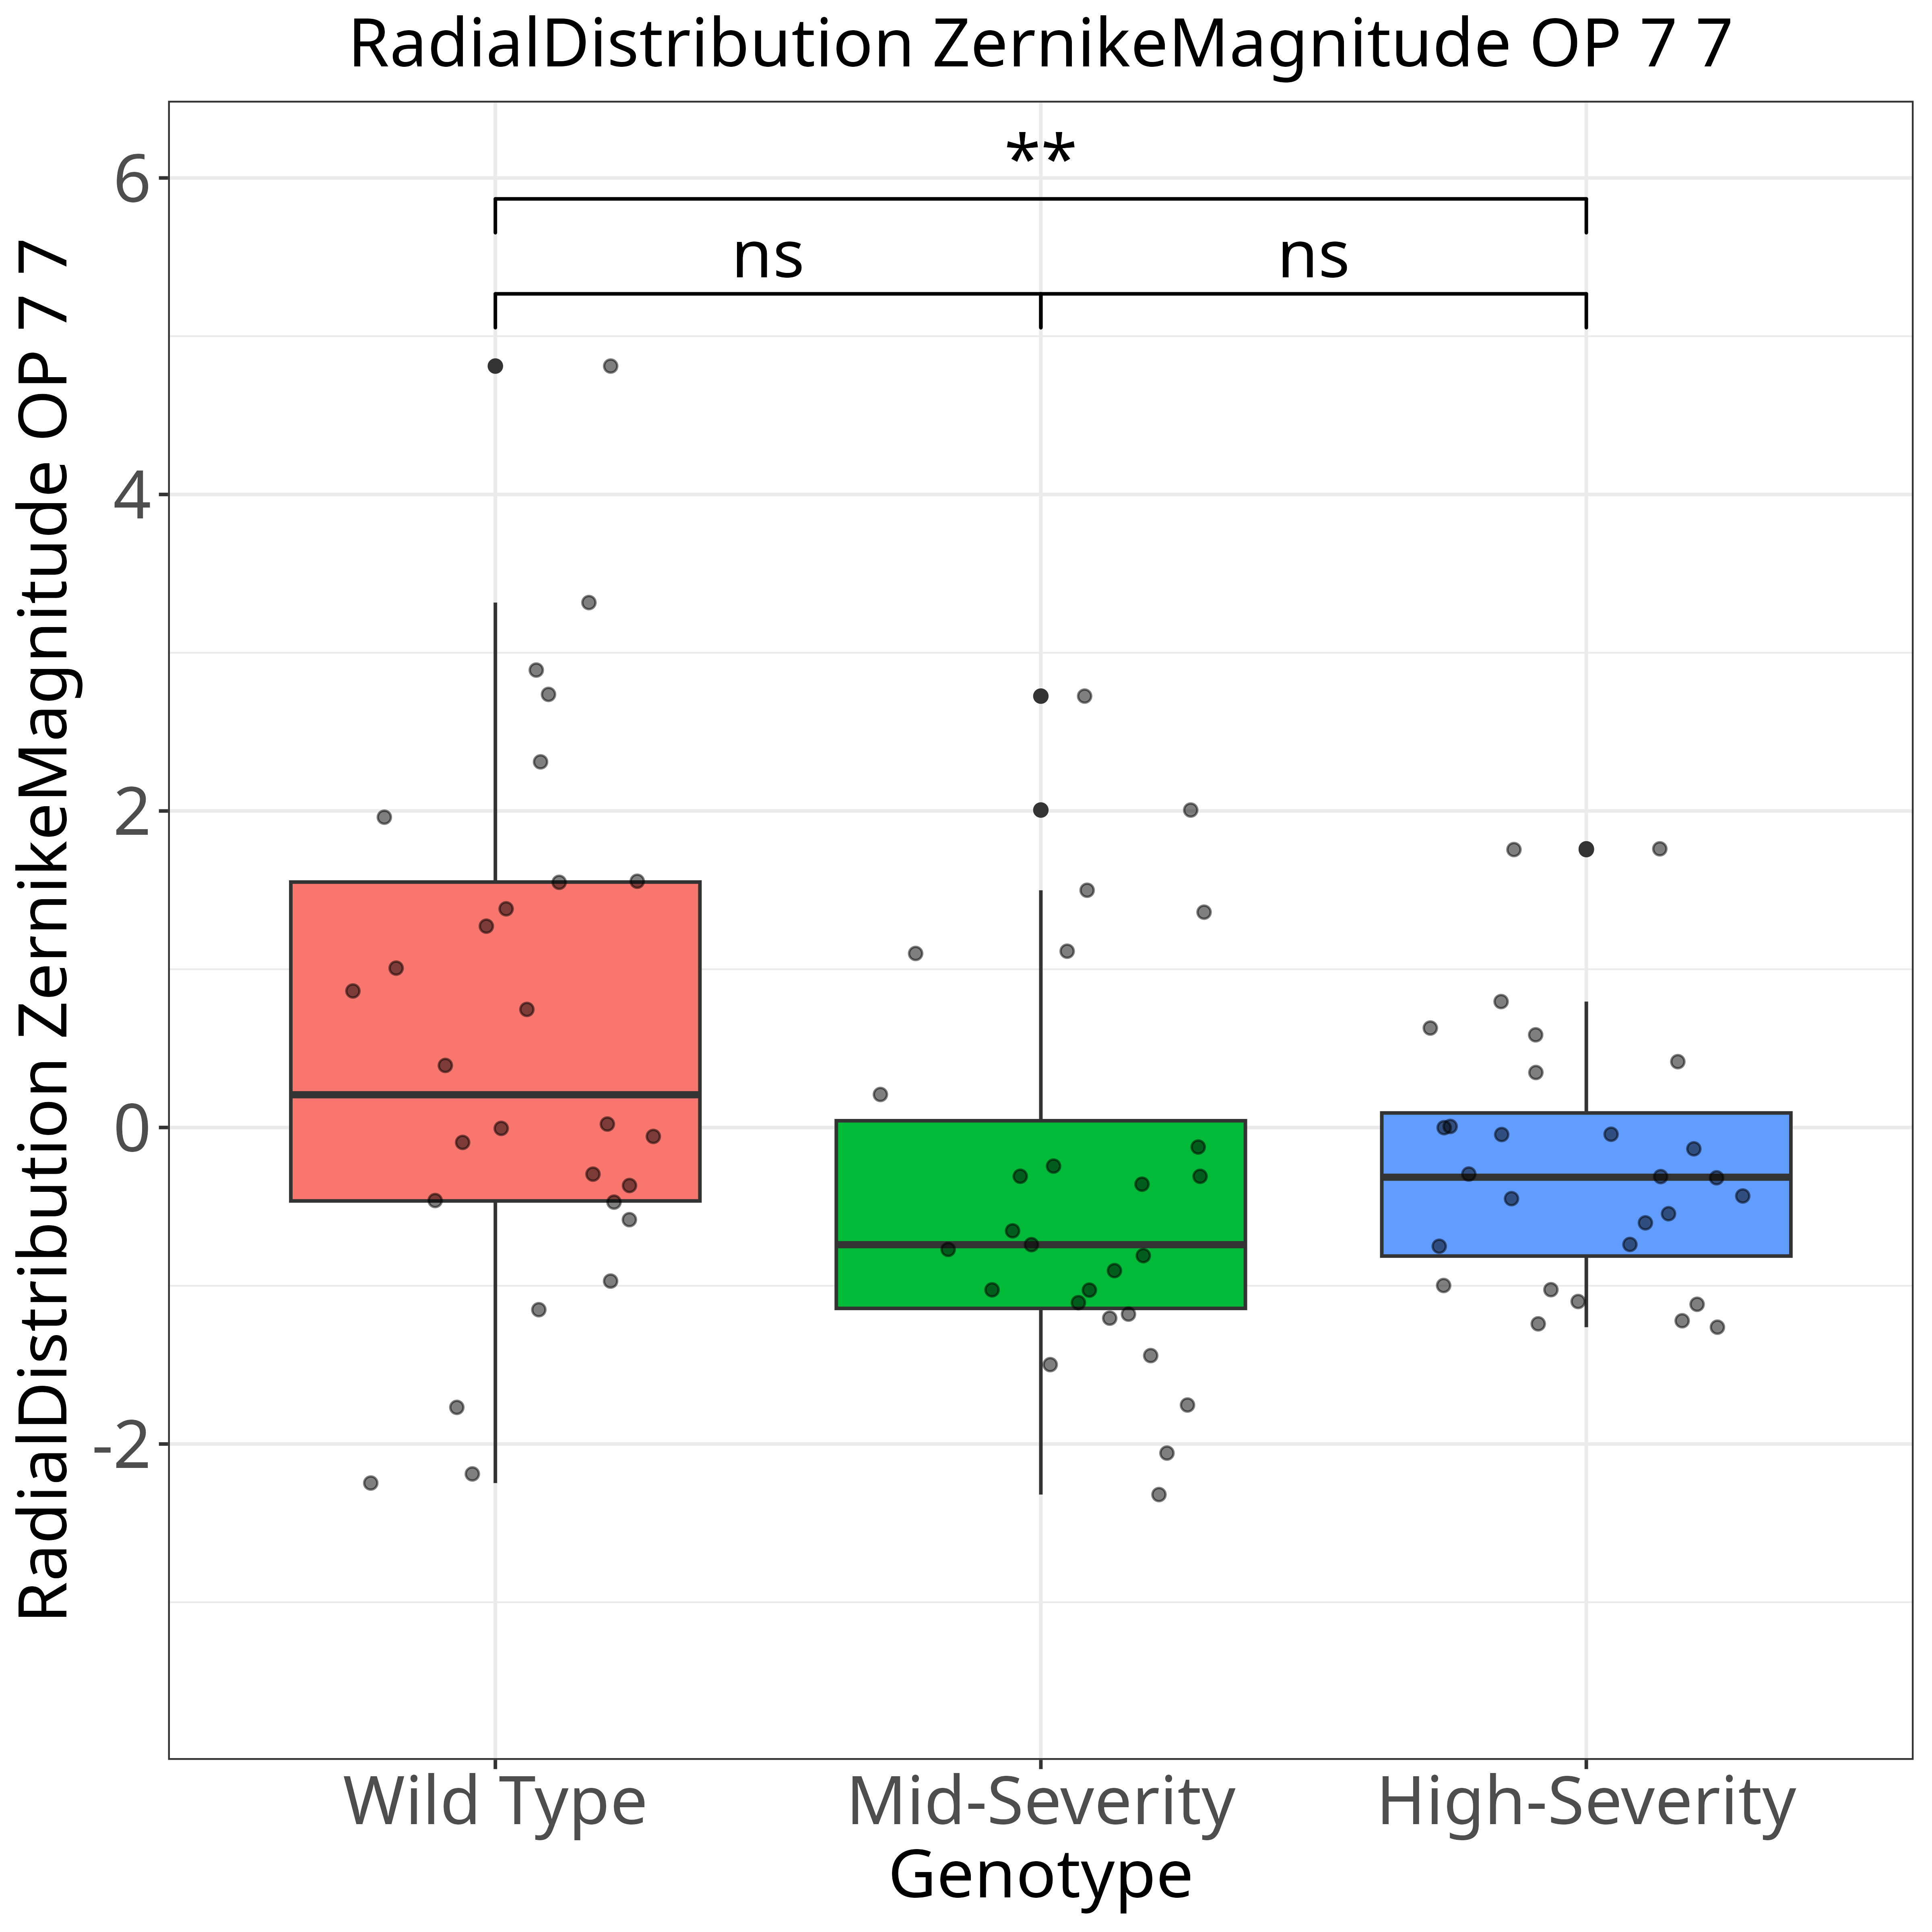 RadialDistribution ZernikeMagnitude OP 7 7
RadialDistribution ZernikeMagnitude OP 7 7
6
4
2
0
-2
**
ns ns
Wild Type Mid-Severity High-Severity
Genotype